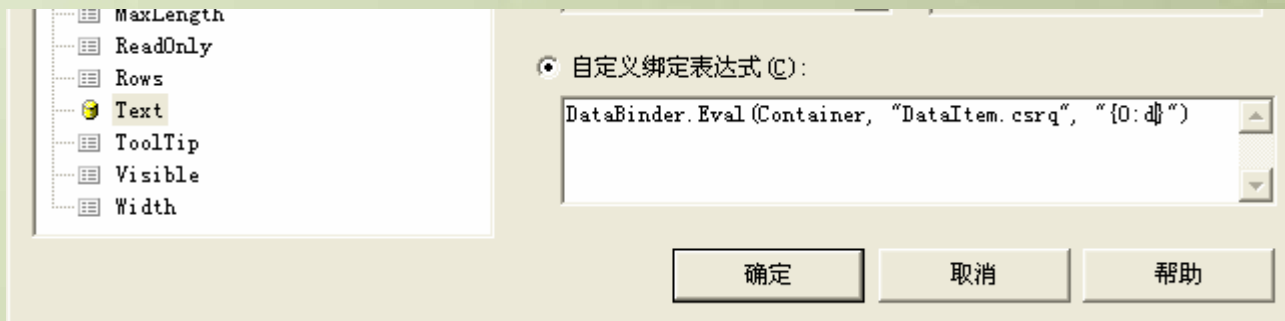 MaxLength
ReadOnly
Rows
Text
ToolTip
Visible
Width
自定义绑定表达式(C):
DataBinder.Eval(Container, "DataItem.csrq", "{0:d}")
确定
取消
帮助